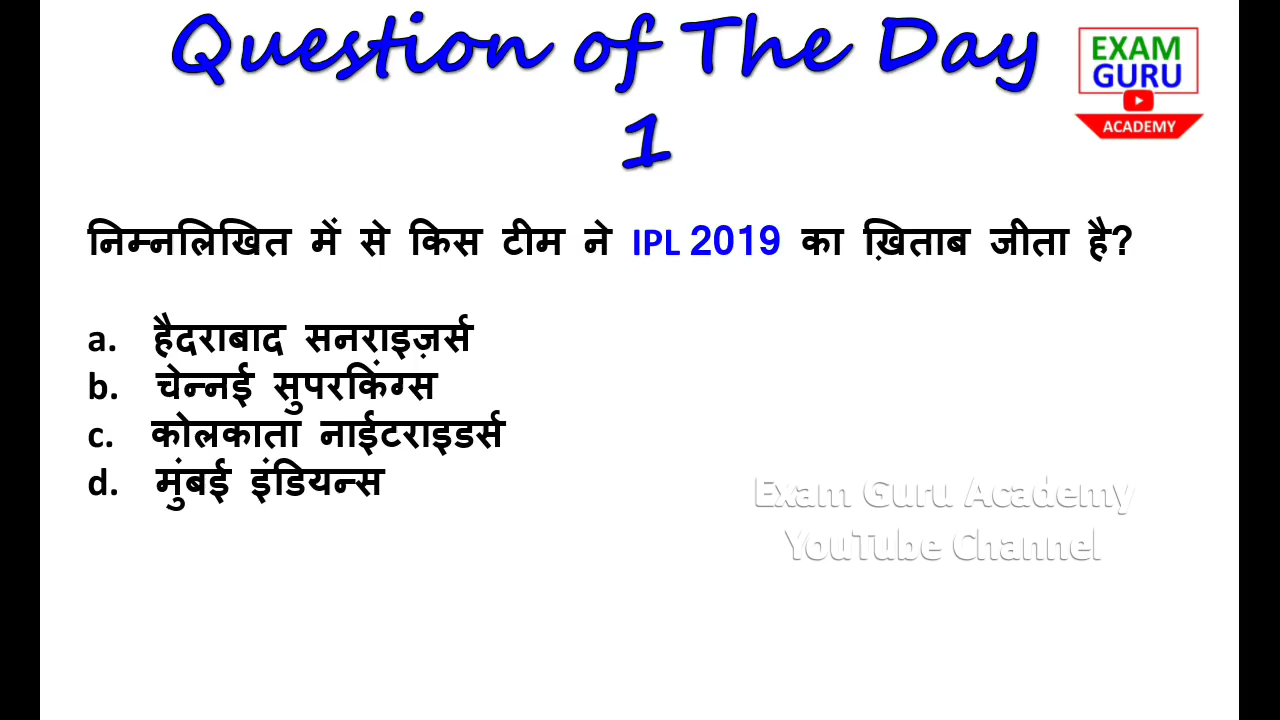 Question of The Day
1
EXAM
GURU
ACADEMY
निम्नलिखित में से किस टीम ने IPL 2019 का ख़िताब जीता है?
a. हैदराबाद सनराइज़र्स
b. चेन्नई सुपरकिंग्स
c. कोलकाता नाईटराइडर्स
d. मुंबई इंडियन्स
Exam Guru Academy
YouTube Channel